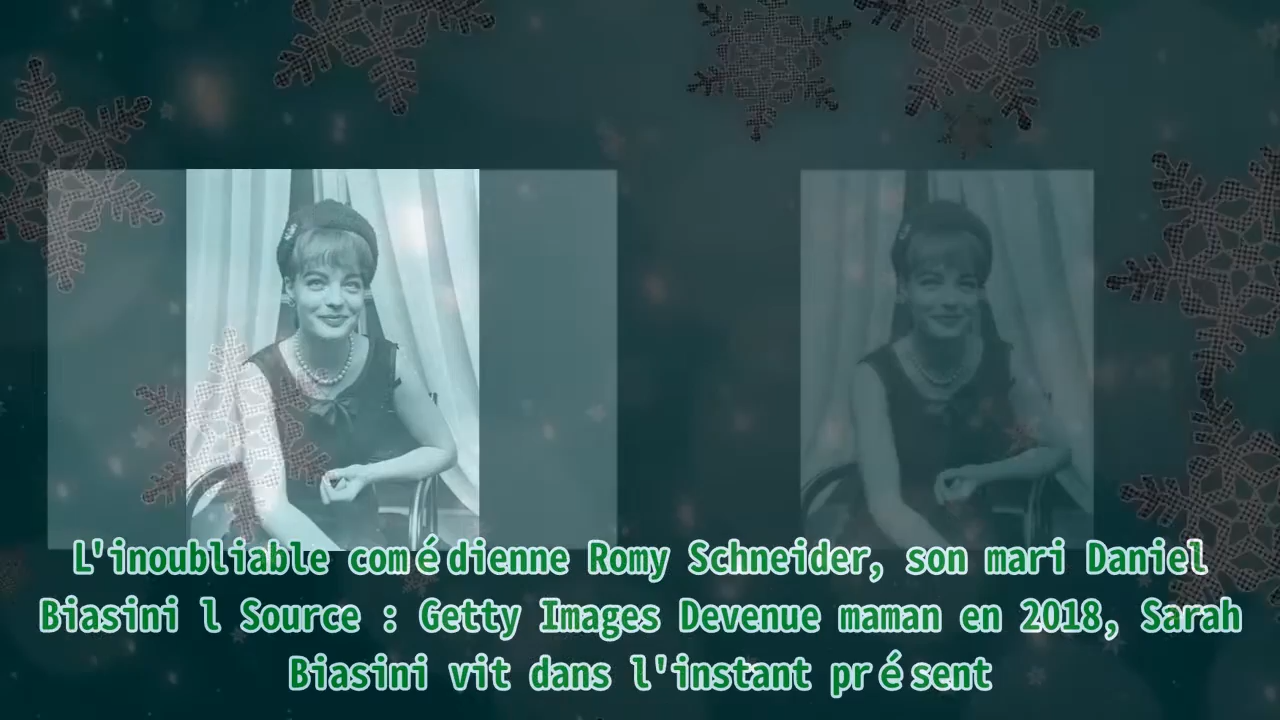 L'inoubliable comédienne Romy Schneider, son mari Daniel
Biasini l Source : Getty Images Devenue maman en 2018, Sarah
Biasini vit dans l'instant présent